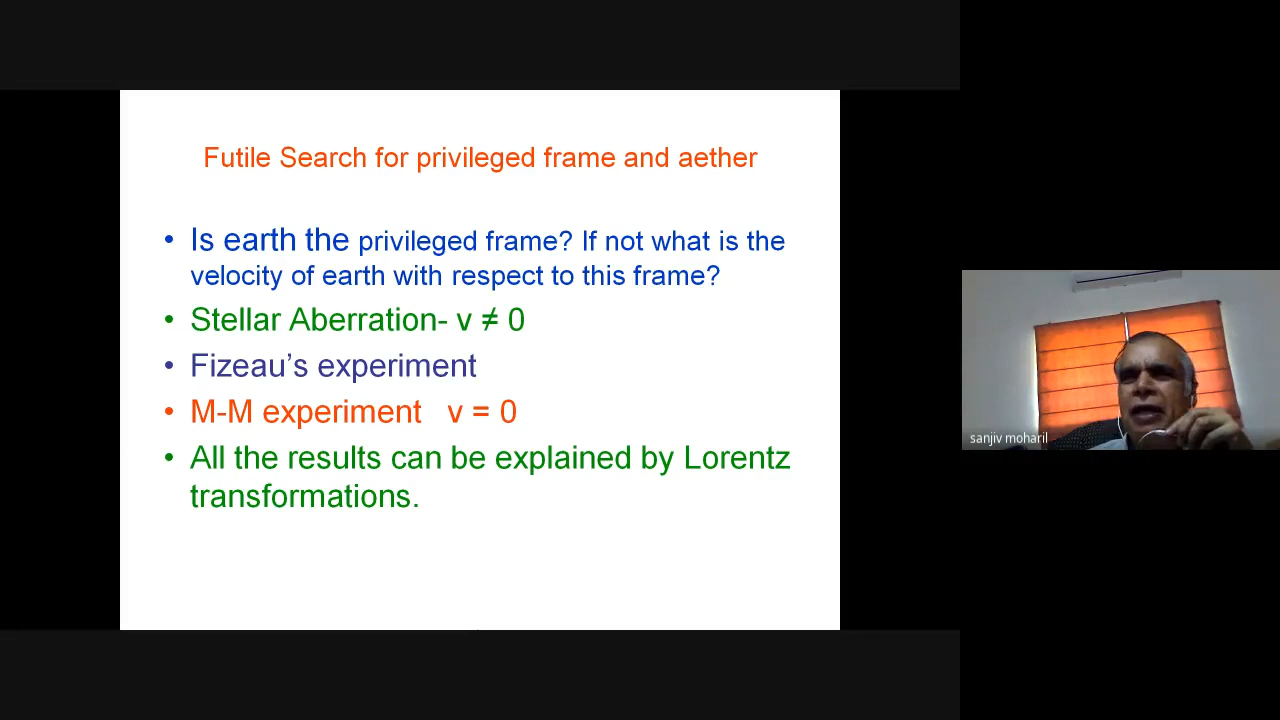 Futile Search for privileged frame and aether
• Is earth the privileged frame? If not what is the
velocity of earth with respect to this frame?
• Stellar Aberration- v ≠ 0
• Fizeau’s experiment
• M-M experiment v = 0
• All the results can be explained by Lorentz
transformations.
sanjiv moharil